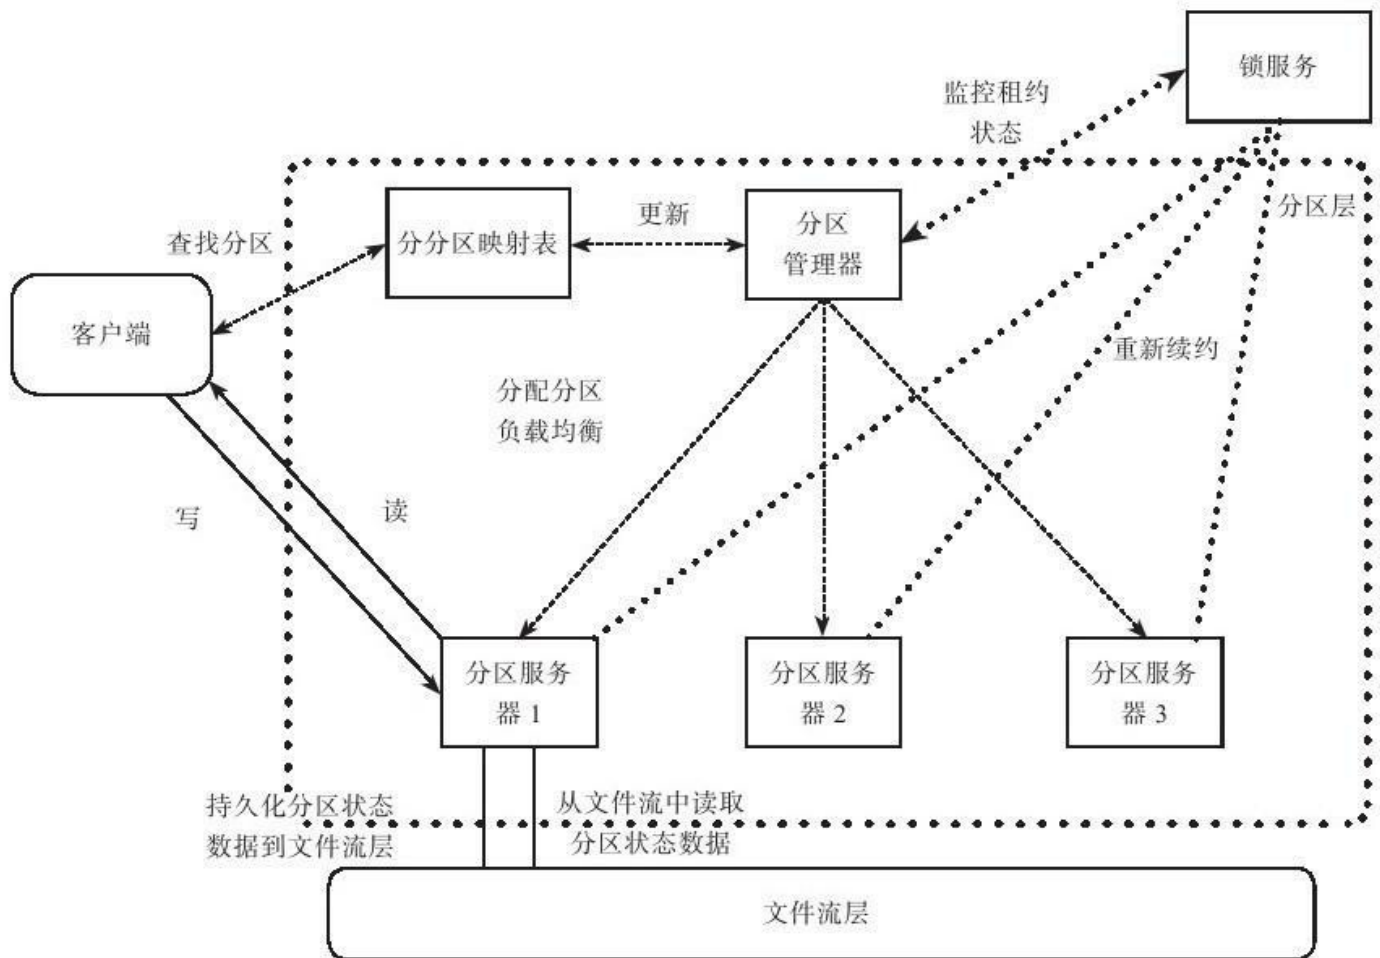 锁服务
监控租约
状态
分区层
查找分区
分分区映射表
更新
分区
管理器
客户端
重新续约
分配分区
负载均衡
写
读
分区服务
器 1
分区服务
器 2
分区服务
器 3
持久化分区状态
数据到文件流层
从文件流中读取
分区状态数据
文件流层